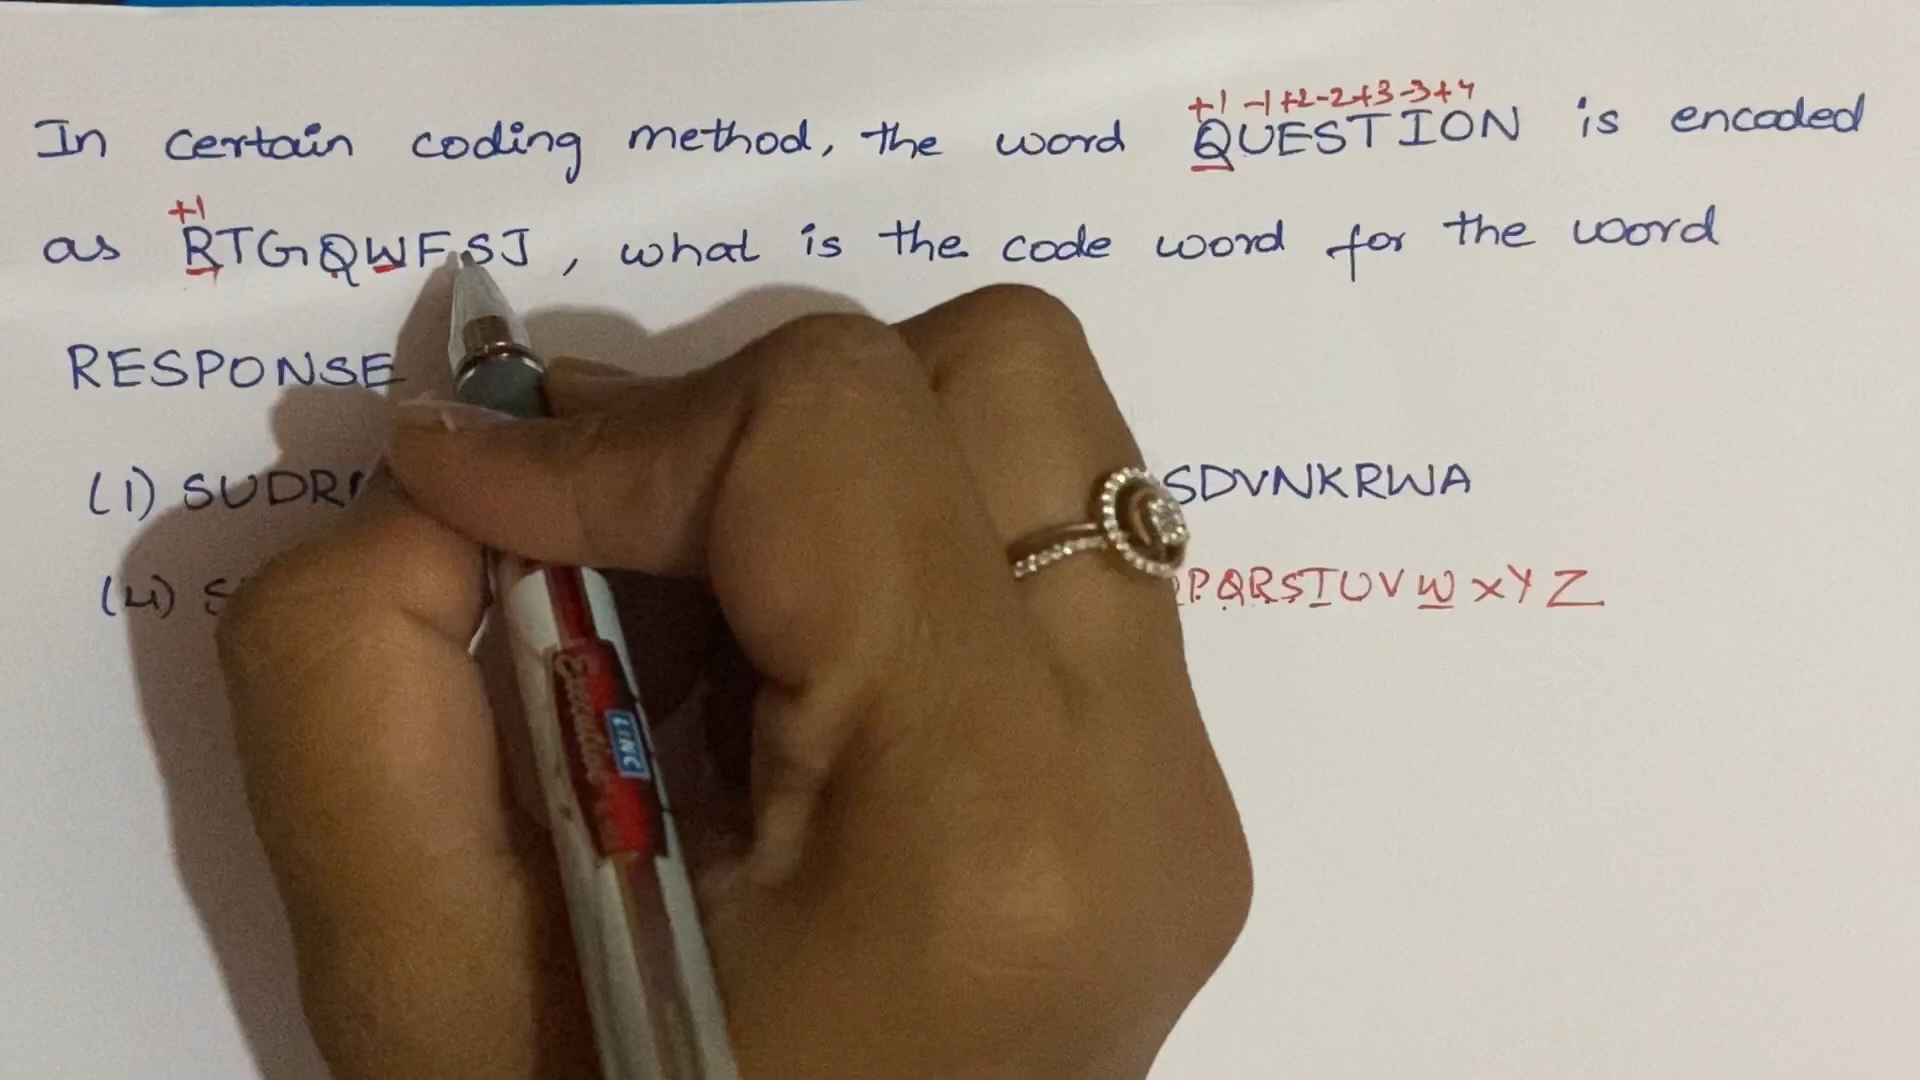 +1 -1 +2 -2 +3 -3 +4
In certain coding method, the word QUESTION is encoded
+1
as RTGQWFSJ, what is the code word for the word
RESPONSE
(1) SUDR SDVNKRWA
(4) S PQRSTUVWXYZ
LINC